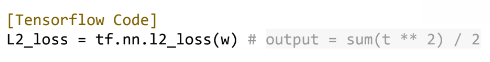 [Tensorflow Code]
L2_loss = tf.nn.l2_loss(w) # output = sum(t ** 2) / 2